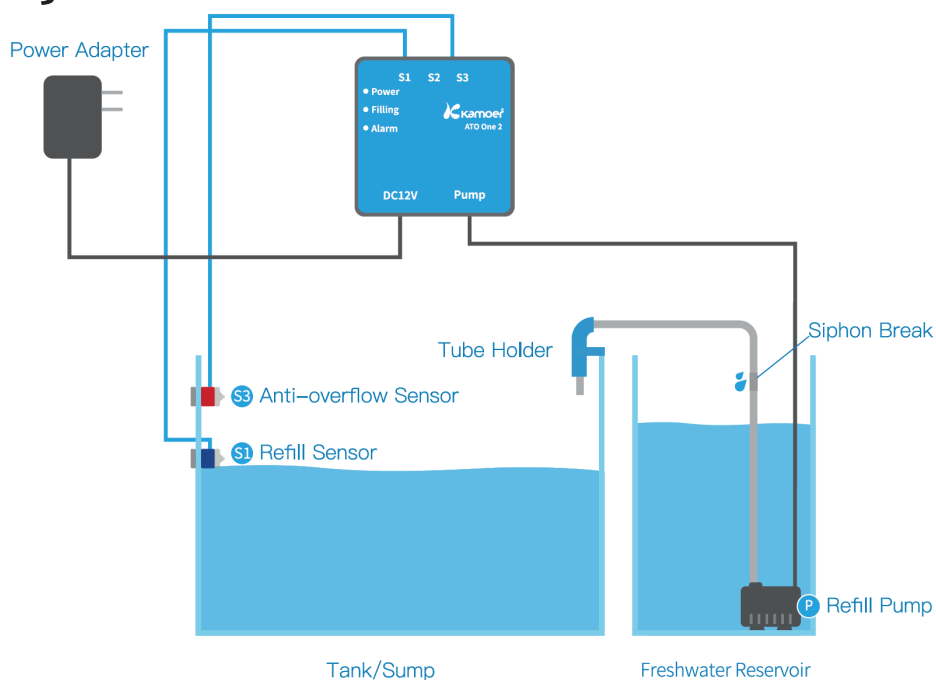 Power Adapter
S1 S2 S3
Power
Filling
Alarm
Kamoer
ATO One 2
DC12V Pump
Siphon Break
Tube Holder
S3 Anti-overflow Sensor
S1 Refill Sensor
P Refill Pump
Tank/Sump
Freshwater Reservoir